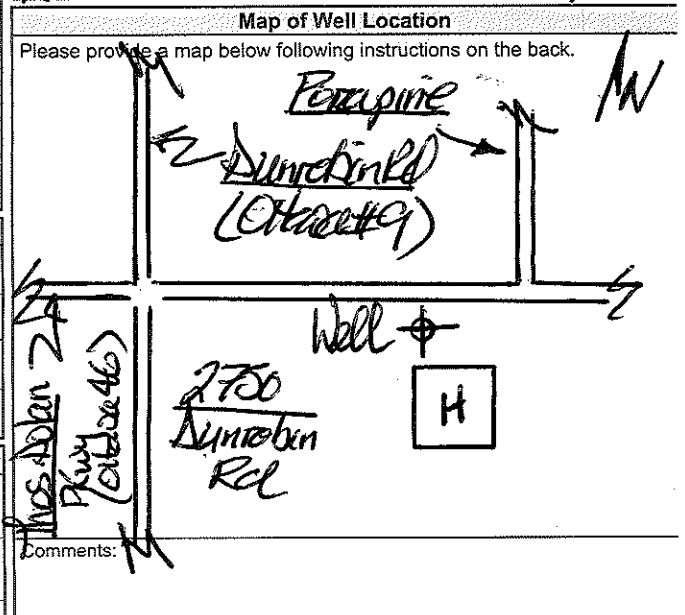 Map of Well Location
Please provide a map below following instructions on the back.
N
Porcupine
Dunrobin Rd
(Ottawa #9)
Well
2750
Dunrobin
Rd
H
Thos. Dolan
Pkwy
(Ottawa 46)
Comments: